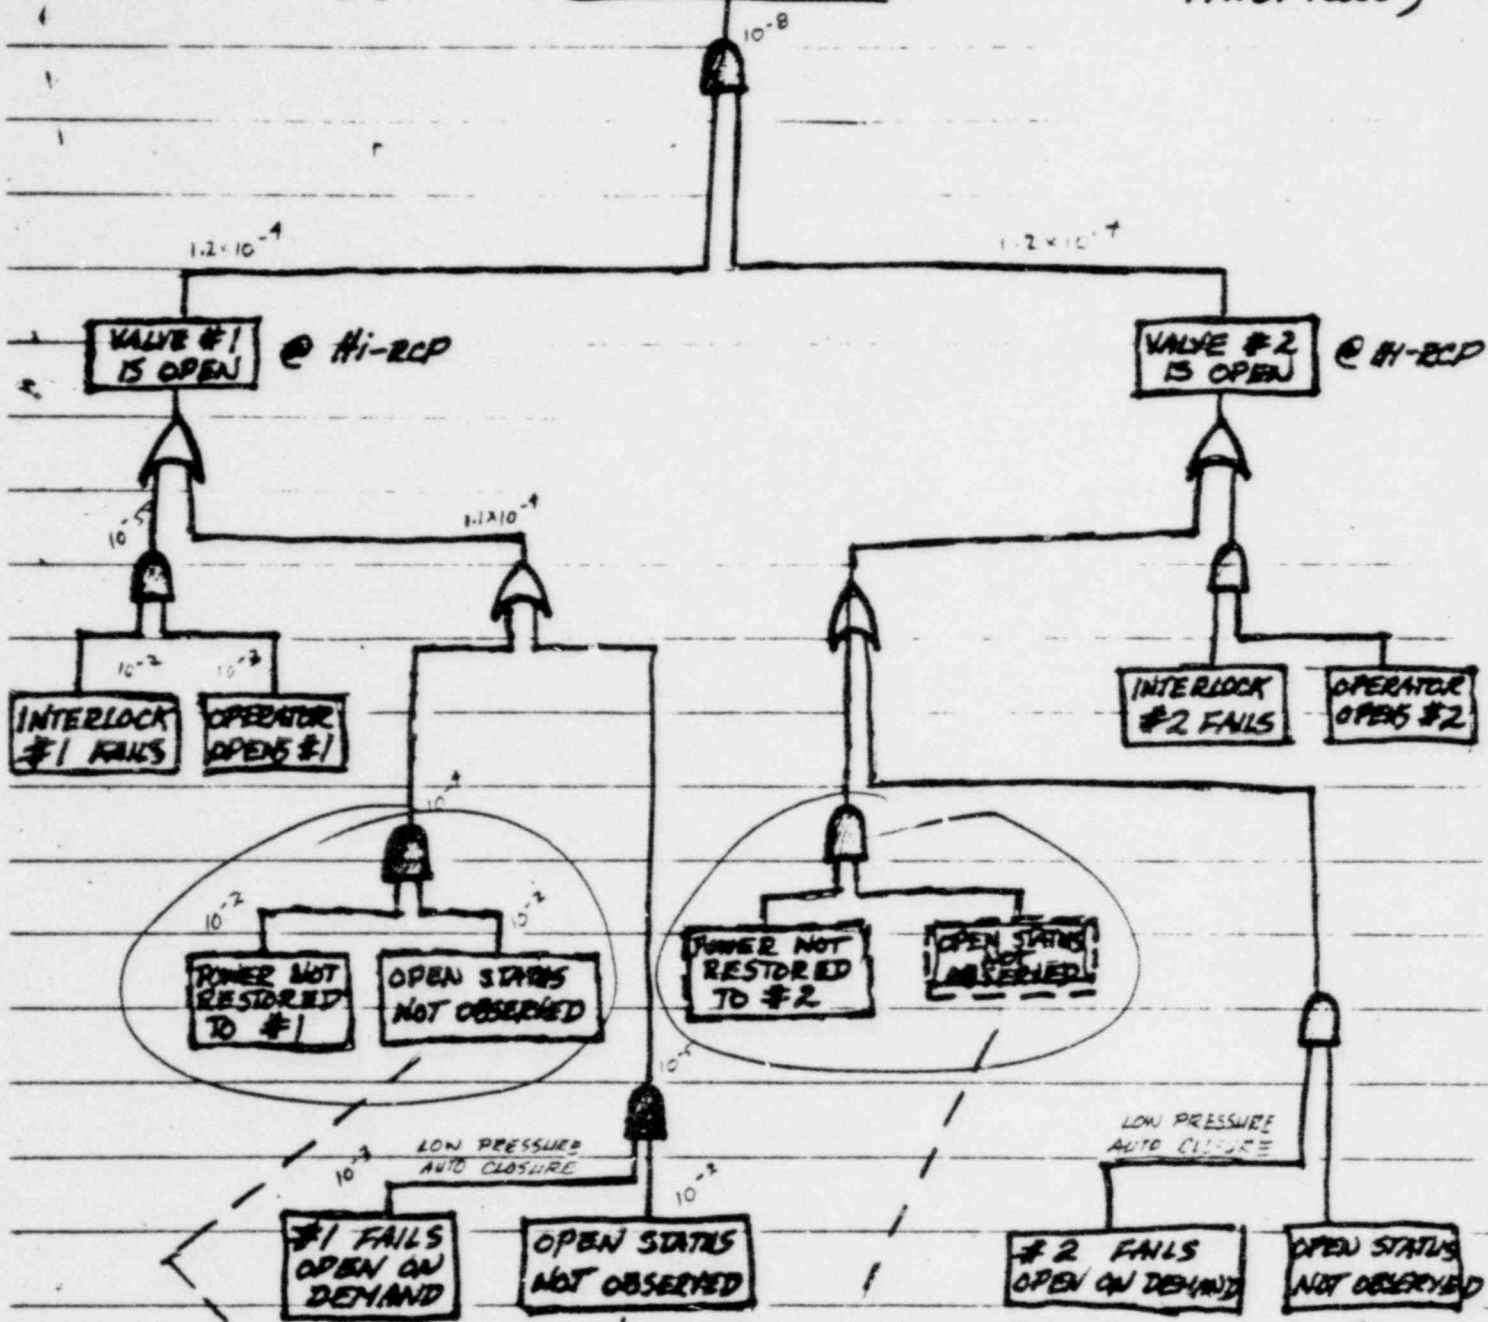 10⁻⁸
1.2×10⁻⁴
VALVE #1
IS OPEN
@ Hi-RCP
VALVE #2
IS OPEN
@ Hi-RCP
10⁻⁵
1.1×10⁻⁴
10⁻²
10⁻³
INTERLOCK
#1 FAILS
OPERATOR
OPENS #1
INTERLOCK
#2 FAILS
OPERATOR
OPENS #2
10⁻⁴
10⁻²
10⁻²
POWER NOT
RESTORED
TO #1
OPEN STATUS
NOT OBSERVED
POWER NOT
RESTORED
TO #2
OPEN STATUS
NOT
OBSERVED
10⁻⁵
LOW PRESSURE
AUTO CLOSURE
10⁻³
10⁻²
#1 FAILS
OPEN ON
DEMAND
OPEN STATUS
NOT OBSERVED
LOW PRESSURE
AUTO CLOSURE
#2 FAILS
OPEN ON DEMAND
OPEN STATUS
NOT OBSERVED